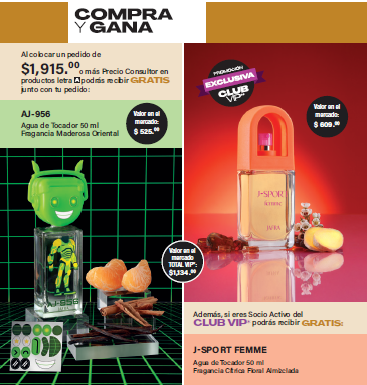 COMPRA
Y GANA
Al colocar un pedido de
$1,915.00 o más Precio Consultor en
productos letra A podrás recibir GRATIS
junto con tu pedido:
AJ-956
Agua de Tocador 50 ml
Fragancia Maderosa Oriental
Valor en el
mercado:
$ 525.00
PRODUCCIÓN
EXCLUSIVA
CLUB
VIP
Valor en el
mercado:
$ 609.00
J-SPORT
femme
JAFRA
AJ-956
Valor en el
mercado
TOTAL VIP*:
$1,134.00
Además, si eres Socio Activo del
CLUB VIP* podrás recibir GRATIS:
J-SPORT FEMME
Agua de Tocador 50 ml
Fragancia Cítrica Floral Almizclada